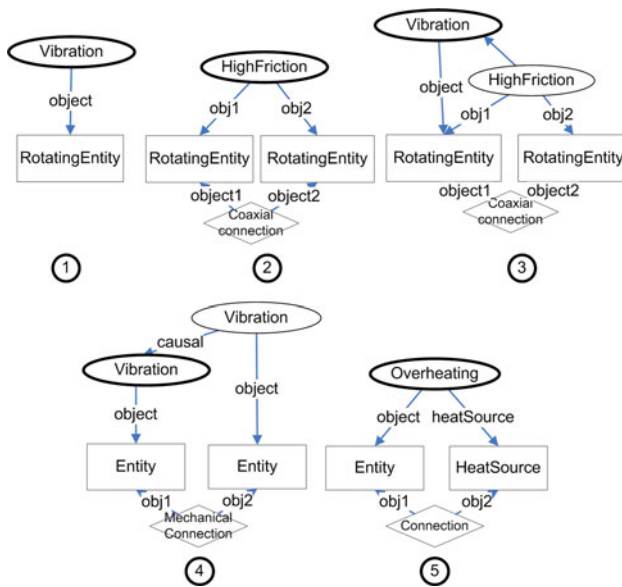 Vibration
object
RotatingEntity
1
HighFriction
obj1
obj2
RotatingEntity
RotatingEntity
object1
object2
Coaxial
connection
2
Vibration
HighFriction
object
obj1
obj2
RotatingEntity
RotatingEntity
object1
object2
Coaxial
connection
3
Vibration
causal
Vibration
object
object
Entity
Entity
obj1
obj2
Mechanical
Connection
4
Overheating
object
heatSource
Entity
HeatSource
obj1
obj2
Connection
5